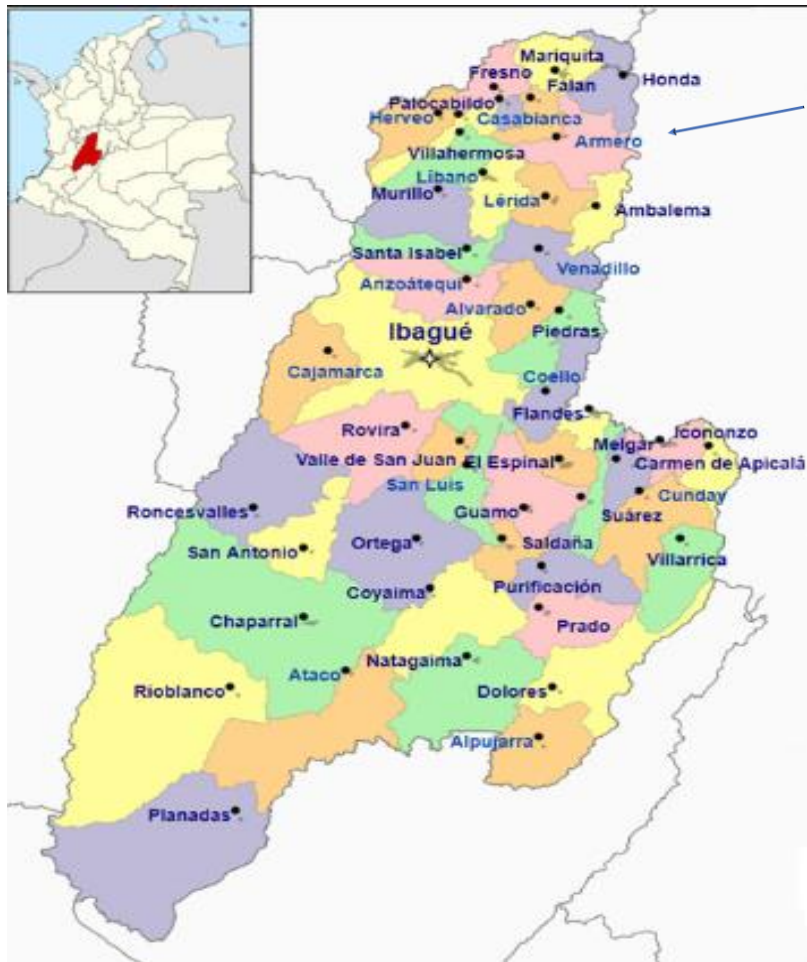 Mariquita
Fresno
Honda
Falan
Palocabildo
Herveo
Casabianca
Armero
Villahermosa
Líbano
Murillo
Lérida
Ambalema
Santa Isabel
Venadillo
Anzoátequi
Alvarado
Piedras
Ibagué
Cajamarca
Coello
Flandes
Rovira
Icononzo
Melgar
Valle de San Juan
El Espinal
Carmen de Apicalá
San Luis
Cunday
Roncesvalles
Guamo
Suárez
San Antonio
Ortega
Saldaña
Villarrica
Coyaima
Purificación
Chaparral
Prado
Natagaima
Ataco
Rioblanco
Dolores
Alpujarra
Planadas